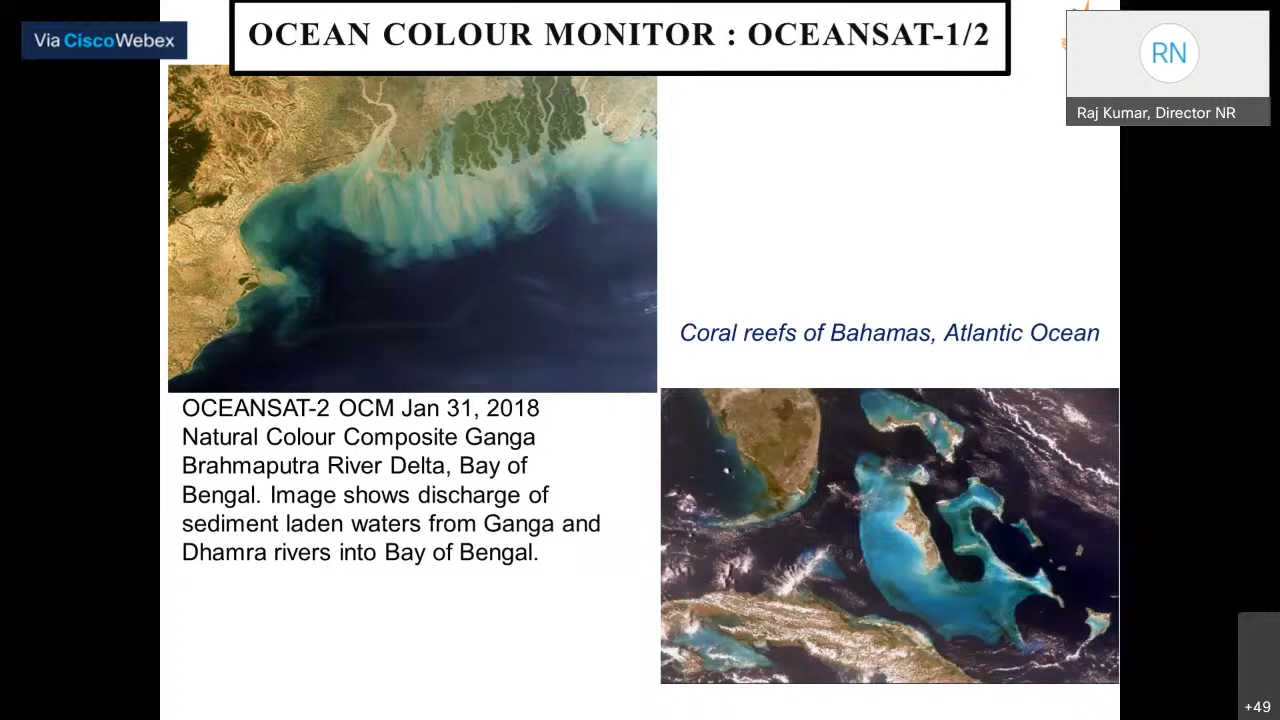 Via CiscoWebex
OCEAN COLOUR MONITOR : OCEANSAT-1/2
RN
Raj Kumar, Director NR
Coral reefs of Bahamas, Atlantic Ocean
OCEANSAT-2 OCM Jan 31, 2018
Natural Colour Composite Ganga
Brahmaputra River Delta, Bay of
Bengal. Image shows discharge of
sediment laden waters from Ganga and
Dhamra rivers into Bay of Bengal.
+49